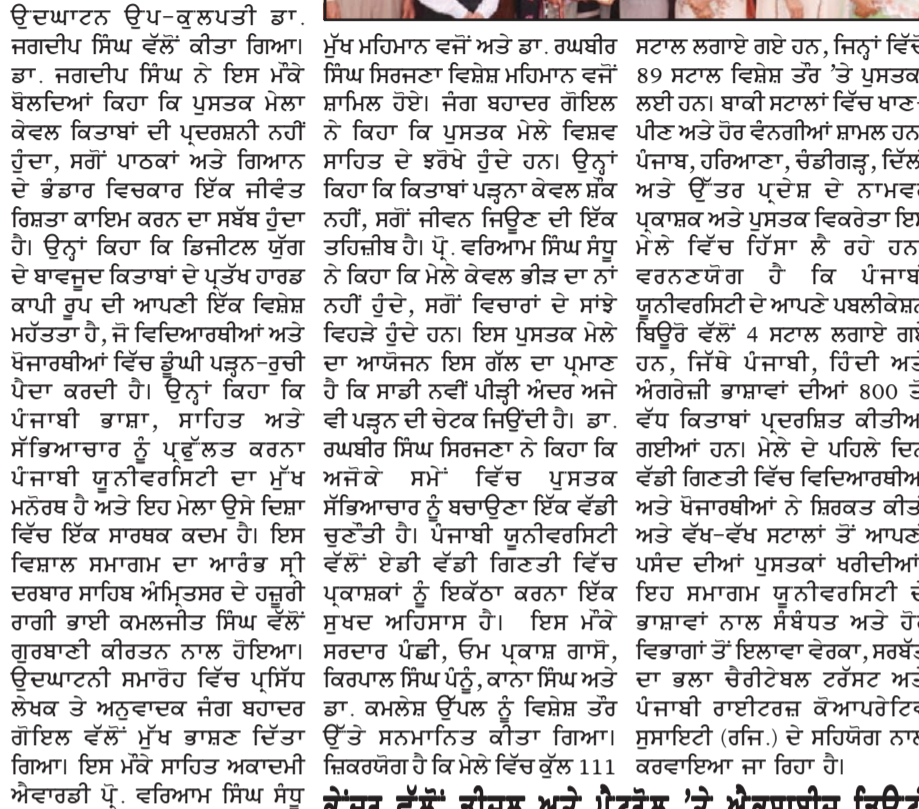 ਉਦਘਾਟਨ ਉਪ-ਕੁਲਪਤੀ ਡਾ.
ਜਗਦੀਪ ਸਿੰਘ ਵੱਲੋਂ ਕੀਤਾ ਗਿਆ।
ਡਾ. ਜਗਦੀਪ ਸਿੰਘ ਨੇ ਇਸ ਮੌਕੇ
ਬੋਲਦਿਆਂ ਕਿਹਾ ਕਿ ਪੁਸਤਕ ਮੇਲਾ
ਕੇਵਲ ਕਿਤਾਬਾਂ ਦੀ ਪ੍ਰਦਰਸ਼ਨੀ ਨਹੀਂ
ਹੁੰਦਾ, ਸਗੋਂ ਪਾਠਕਾਂ ਅਤੇ ਗਿਆਨ
ਦੇ ਭੰਡਾਰ ਵਿਚਕਾਰ ਇੱਕ ਜੀਵੰਤ
ਰਿਸ਼ਤਾ ਕਾਇਮ ਕਰਨ ਦਾ ਸਬੱਬ ਹੁੰਦਾ
ਹੈ। ਉਨ੍ਹਾਂ ਕਿਹਾ ਕਿ ਡਿਜੀਟਲ ਯੁੱਗ
ਦੇ ਬਾਵਜੂਦ ਕਿਤਾਬਾਂ ਦੇ ਪ੍ਰਤੱਖ ਹਾਰਡ
ਕਾਪੀ ਰੂਪ ਦੀ ਆਪਣੀ ਇੱਕ ਵਿਸ਼ੇਸ਼
ਮਹੱਤਤਾ ਹੈ, ਜੋ ਵਿਦਿਆਰਥੀਆਂ ਅਤੇ
ਖੋਜਾਰਥੀਆਂ ਵਿੱਚ ਡੂੰਘੀ ਪੜ੍ਹਨ-ਰੁਚੀ
ਪੈਦਾ ਕਰਦੀ ਹੈ। ਉਨ੍ਹਾਂ ਕਿਹਾ ਕਿ
ਪੰਜਾਬੀ ਭਾਸ਼ਾ, ਸਾਹਿਤ ਅਤੇ
ਸੱਭਿਆਚਾਰ ਨੂੰ ਪ੍ਰਫੁੱਲਤ ਕਰਨਾ
ਪੰਜਾਬੀ ਯੂਨੀਵਰਸਿਟੀ ਦਾ ਮੁੱਖ
ਮਨੋਰਥ ਹੈ ਅਤੇ ਇਹ ਮੇਲਾ ਉਸੇ ਦਿਸ਼ਾ
ਵਿੱਚ ਇੱਕ ਸਾਰਥਕ ਕਦਮ ਹੈ। ਇਸ
ਵਿਸ਼ਾਲ ਸਮਾਗਮ ਦਾ ਆਰੰਭ ਸ੍ਰੀ
ਦਰਬਾਰ ਸਾਹਿਬ ਅੰਮ੍ਰਿਤਸਰ ਦੇ ਹਜ਼ੂਰੀ
ਰਾਗੀ ਭਾਈ ਕਮਲਜੀਤ ਸਿੰਘ ਵੱਲੋਂ
ਗੁਰਬਾਣੀ ਕੀਰਤਨ ਨਾਲ ਹੋਇਆ।
ਉਦਘਾਟਨੀ ਸਮਾਰੋਹ ਵਿੱਚ ਪ੍ਰਸਿੱਧ
ਲੇਖਕ ਤੇ ਅਨੁਵਾਦਕ ਜੰਗ ਬਹਾਦਰ
ਗੋਇਲ ਵੱਲੋਂ ਮੁੱਖ ਭਾਸ਼ਣ ਦਿੱਤਾ
ਗਿਆ। ਇਸ ਮੌਕੇ ਸਾਹਿਤ ਅਕਾਦਮੀ
ਐਵਾਰਡੀ ਪ੍ਰੋ. ਵਰਿਆਮ ਸਿੰਘ ਸੰਧੂ
ਮੁੱਖ ਮਹਿਮਾਨ ਵਜੋਂ ਅਤੇ ਡਾ. ਰਘਬੀਰ
ਸਿੰਘ ਸਿਰਜਣਾ ਵਿਸ਼ੇਸ਼ ਮਹਿਮਾਨ ਵਜੋਂ
ਸ਼ਾਮਿਲ ਹੋਏ। ਜੰਗ ਬਹਾਦਰ ਗੋਇਲ
ਨੇ ਕਿਹਾ ਕਿ ਪੁਸਤਕ ਮੇਲੇ ਵਿਸ਼ਵ
ਸਾਹਿਤ ਦੇ ਝਰੋਖੇ ਹੁੰਦੇ ਹਨ। ਉਨ੍ਹਾਂ
ਕਿਹਾ ਕਿ ਕਿਤਾਬਾਂ ਪੜ੍ਹਨਾ ਕੇਵਲ ਸ਼ੌਕ
ਨਹੀਂ, ਸਗੋਂ ਜੀਵਨ ਜਿਊਣ ਦੀ ਇੱਕ
ਤਹਿਜ਼ੀਬ ਹੈ। ਪ੍ਰੋ. ਵਰਿਆਮ ਸਿੰਘ ਸੰਧੂ
ਨੇ ਕਿਹਾ ਕਿ ਮੇਲੇ ਕੇਵਲ ਭੀੜ ਦਾ ਨਾਂ
ਨਹੀਂ ਹੁੰਦੇ, ਸਗੋਂ ਵਿਚਾਰਾਂ ਦੇ ਸਾਂਝੇ
ਵਿਹੜੇ ਹੁੰਦੇ ਹਨ। ਇਸ ਪੁਸਤਕ ਮੇਲੇ
ਦਾ ਆਯੋਜਨ ਇਸ ਗੱਲ ਦਾ ਪ੍ਰਮਾਣ
ਹੈ ਕਿ ਸਾਡੀ ਨਵੀਂ ਪੀੜ੍ਹੀ ਅੰਦਰ ਅਜੇ
ਵੀ ਪੜ੍ਹਨ ਦੀ ਚੇਟਕ ਜਿਉਂਦੀ ਹੈ। ਡਾ.
ਰਘਬੀਰ ਸਿੰਘ ਸਿਰਜਣਾ ਨੇ ਕਿਹਾ ਕਿ
ਅਜੋਕੇ ਸਮੇਂ ਵਿੱਚ ਪੁਸਤਕ
ਸੱਭਿਆਚਾਰ ਨੂੰ ਬਚਾਉਣਾ ਇੱਕ ਵੱਡੀ
ਚੁਣੌਤੀ ਹੈ। ਪੰਜਾਬੀ ਯੂਨੀਵਰਸਿਟੀ
ਵੱਲੋਂ ਏਡੀ ਵੱਡੀ ਗਿਣਤੀ ਵਿੱਚ
ਪ੍ਰਕਾਸ਼ਕਾਂ ਨੂੰ ਇਕੱਠਾ ਕਰਨਾ ਇੱਕ
ਸੁਖਦ ਅਹਿਸਾਸ ਹੈ। ਇਸ ਮੌਕੇ
ਸਰਦਾਰ ਪੰਛੀ, ਓਮ ਪ੍ਰਕਾਸ਼ ਗਾਸੋ,
ਕਿਰਪਾਲ ਸਿੰਘ ਪੰਨੂੰ, ਕਾਨਾ ਸਿੰਘ ਅਤੇ
ਡਾ. ਕਮਲੇਸ਼ ਉੱਪਲ ਨੂੰ ਵਿਸ਼ੇਸ਼ ਤੌਰ
ਉੱਤੇ ਸਨਮਾਨਿਤ ਕੀਤਾ ਗਿਆ।
ਜ਼ਿਕਰਯੋਗ ਹੈ ਕਿ ਮੇਲੇ ਵਿੱਚ ਕੁੱਲ 111
ਸਟਾਲ ਲਗਾਏ ਗਏ ਹਨ, ਜਿਨ੍ਹਾਂ ਵਿੱਚੋਂ
89 ਸਟਾਲ ਵਿਸ਼ੇਸ਼ ਤੌਰ 'ਤੇ ਪੁਸਤਕ
ਲਈ ਹਨ। ਬਾਕੀ ਸਟਾਲਾਂ ਵਿੱਚ ਖਾਣ-
ਪੀਣ ਅਤੇ ਹੋਰ ਵੰਨਗੀਆਂ ਸ਼ਾਮਲ ਹਨ
ਪੰਜਾਬ, ਹਰਿਆਣਾ, ਚੰਡੀਗੜ੍ਹ, ਦਿੱਲੀ
ਅਤੇ ਉੱਤਰ ਪ੍ਰਦੇਸ਼ ਦੇ ਨਾਮਵਰ
ਪ੍ਰਕਾਸ਼ਕ ਅਤੇ ਪੁਸਤਕ ਵਿਕਰੇਤਾ ਇਸ
ਮੇਲੇ ਵਿੱਚ ਹਿੱਸਾ ਲੈ ਰਹੇ ਹਨ
ਵਰਨਣਯੋਗ ਹੈ ਕਿ ਪੰਜਾਬੀ
ਯੂਨੀਵਰਸਿਟੀ ਦੇ ਆਪਣੇ ਪਬਲੀਕੇਸ਼ਨ
ਬਿਊਰੋ ਵੱਲੋਂ 4 ਸਟਾਲ ਲਗਾਏ ਗਏ
ਹਨ, ਜਿੱਥੇ ਪੰਜਾਬੀ, ਹਿੰਦੀ ਅਤੇ
ਅੰਗਰੇਜ਼ੀ ਭਾਸ਼ਾਵਾਂ ਦੀਆਂ 800 ਤੋਂ
ਵੱਧ ਕਿਤਾਬਾਂ ਪ੍ਰਦਰਸ਼ਿਤ ਕੀਤੀਆਂ
ਗਈਆਂ ਹਨ। ਮੇਲੇ ਦੇ ਪਹਿਲੇ ਦਿਨ
ਵੱਡੀ ਗਿਣਤੀ ਵਿੱਚ ਵਿਦਿਆਰਥੀਆਂ
ਅਤੇ ਖੋਜਾਰਥੀਆਂ ਨੇ ਸ਼ਿਰਕਤ ਕੀਤੀ
ਅਤੇ ਵੱਖ-ਵੱਖ ਸਟਾਲਾਂ ਤੋਂ ਆਪਣੀ
ਪਸੰਦ ਦੀਆਂ ਪੁਸਤਕਾਂ ਖਰੀਦੀਆਂ
ਇਹ ਸਮਾਗਮ ਯੂਨੀਵਰਸਿਟੀ ਦੇ
ਭਾਸ਼ਾਵਾਂ ਨਾਲ ਸੰਬੰਧਤ ਅਤੇ ਹੋਰ
ਵਿਭਾਗਾਂ ਤੋਂ ਇਲਾਵਾ ਵੇਰਕਾ, ਸਰਬੱਤ
ਦਾ ਭਲਾ ਚੈਰੀਟੇਬਲ ਟਰੱਸਟ ਅਤੇ
ਪੰਜਾਬੀ ਰਾਈਟਰਜ਼ ਕੋਆਪਰੇਟਿਵ
ਸੁਸਾਇਟੀ (ਰਜਿ.) ਦੇ ਸਹਿਯੋਗ ਨਾਲ
ਕਰਵਾਇਆ ਜਾ ਰਿਹਾ ਹੈ।